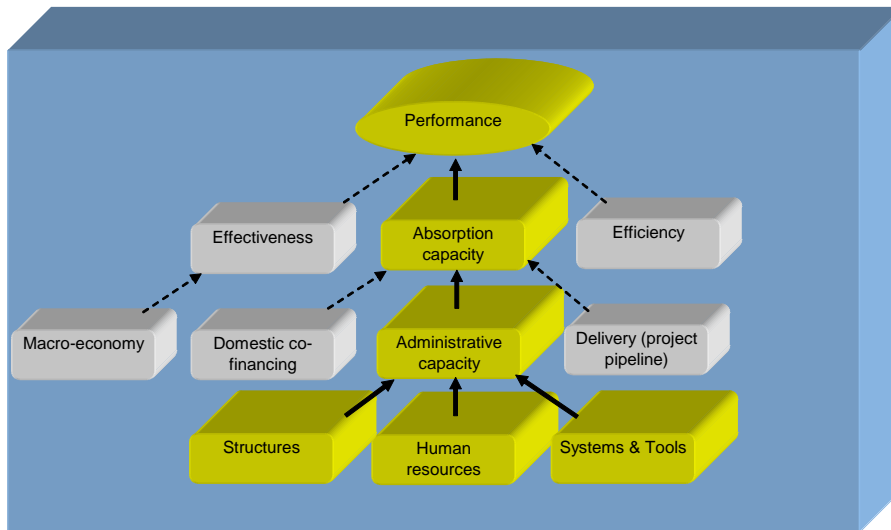 Performance
Effectiveness
Absorption
capacity
Efficiency
Macro-economy
Domestic co-
financing
Administrative
capacity
Delivery (project
pipeline)
Structures
Human
resources
Systems & Tools